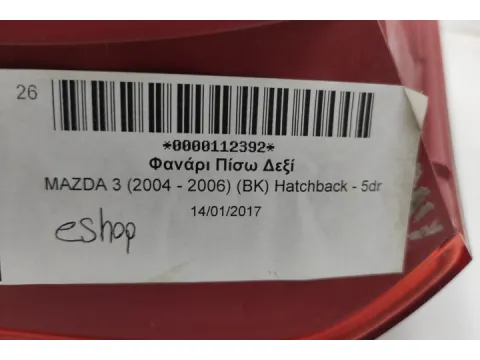 26
*0000112392*
Φανάρι Πίσω Δεξί
MAZDA 3 (2004 - 2006) (BK) Hatchback - 5dr
14/01/2017
eshop